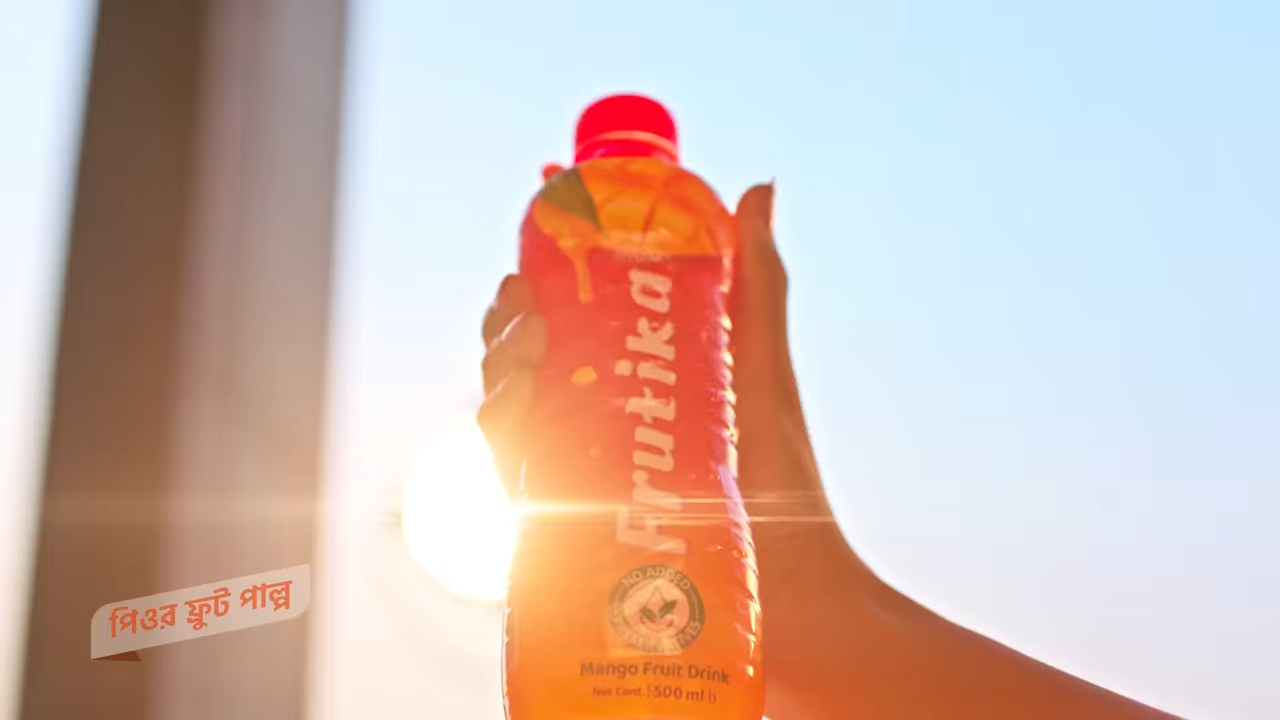 Frutika
NO ADDED
Mango Fruit Drink
Net Cont. 500 ml
পিওর ফ্রুট পাল্প